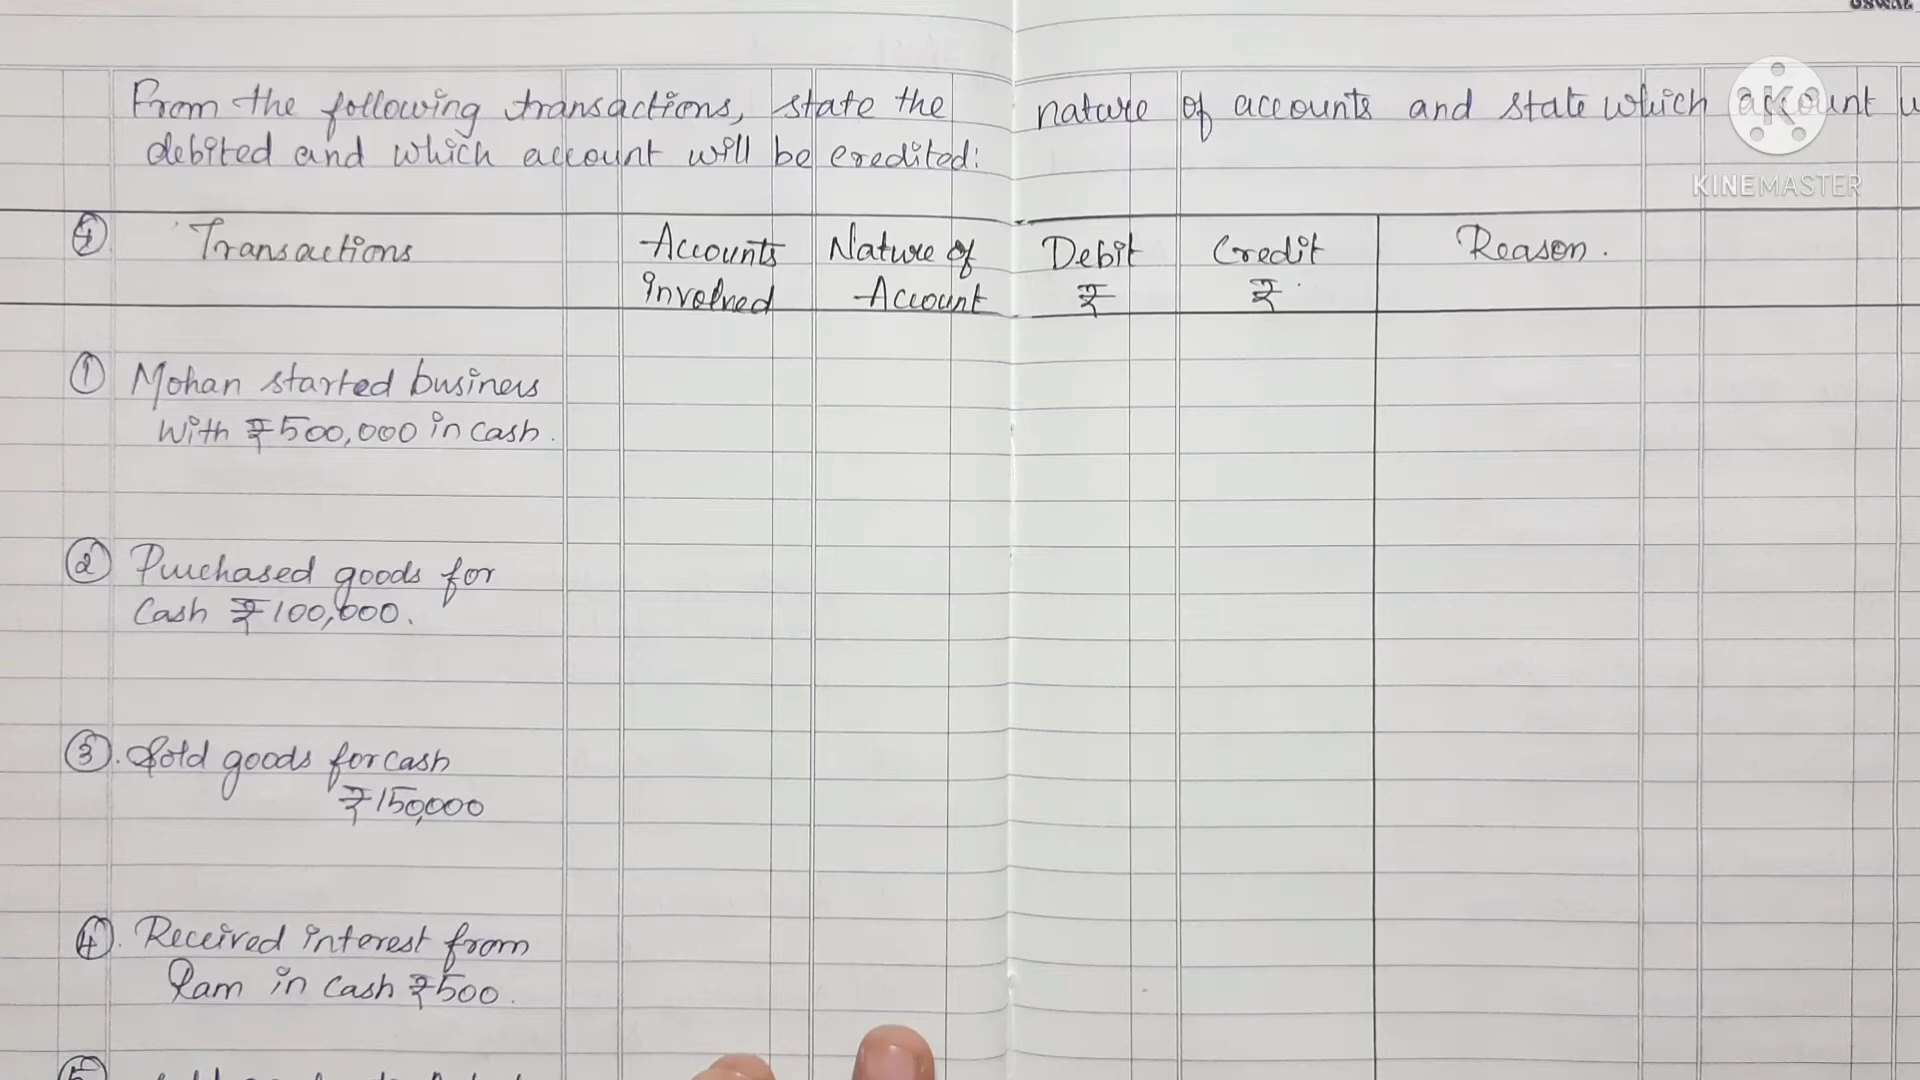 OSWAL
From the following transactions, state the nature of accounts and state which account
debited and which account will be credited:
KINEMASTER
Transactions Accounts Involved Nature of Account Debit ₹ Credit ₹ Reason.
① Mohan started business
with ₹500,000 in cash.
② Purchased goods for
Cash ₹100,000.
③. Sold goods for cash
₹150,000
④. Received interest from
Ram in cash ₹500.
⑤